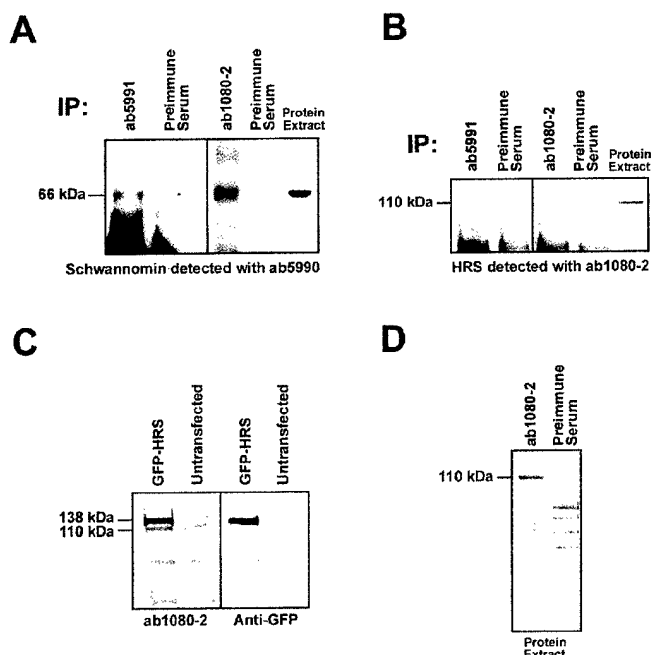 A
IP:
ab5991
Preimmune
Serum
ab1080-2
Preimmune
Serum
Protein
Extract
66 kDa
Schwannomin detected with ab5990
B
IP:
ab5991
Preimmune
Serum
ab1080-2
Preimmune
Serum
Protein
Extract
110 kDa
HRS detected with ab1080-2
C
GFP-HRS
Untransfected
GFP-HRS
Untransfected
138 kDa
110 kDa
ab1080-2
Anti-GFP
D
ab1080-2
Preimmune
Serum
110 kDa
Protein
Extract